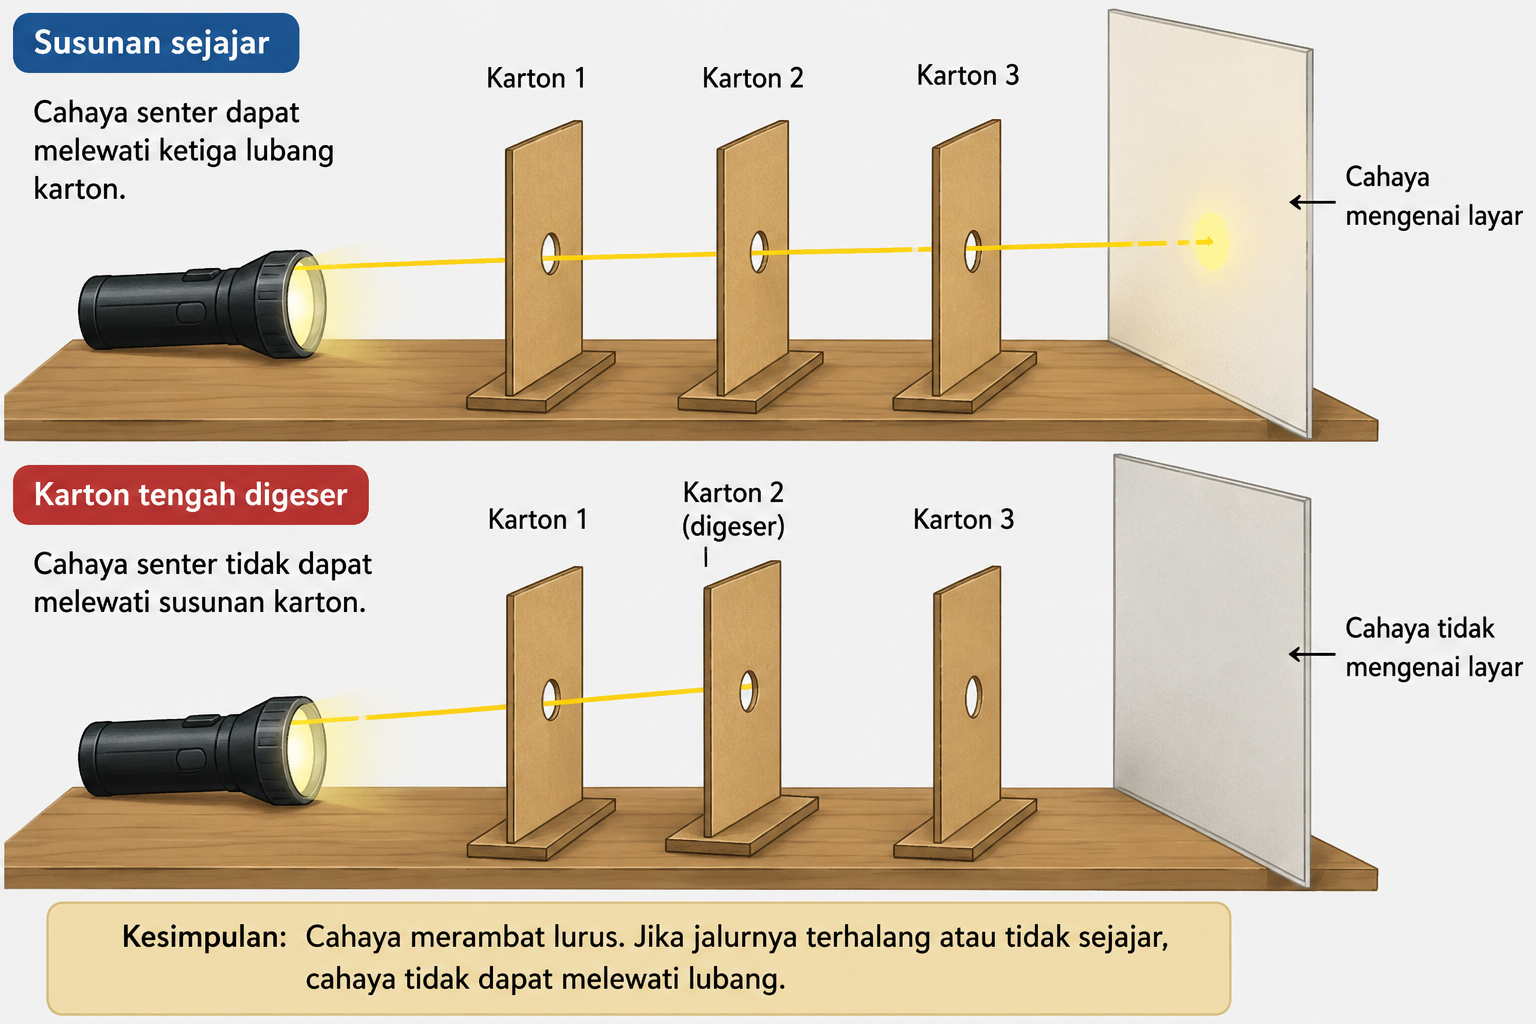 Susunan sejajar
Cahaya senter dapat
melewati ketiga lubang
karton.
Karton 1
Karton 2
Karton 3
Cahaya
mengenai layar
Karton tengah digeser
Cahaya senter tidak dapat
melewati susunan karton.
Karton 1
Karton 2
(digeser)
Karton 3
Cahaya tidak
mengenai layar
Kesimpulan: Cahaya merambat lurus. Jika jalurnya terhalang atau tidak sejajar,
cahaya tidak dapat melewati lubang.